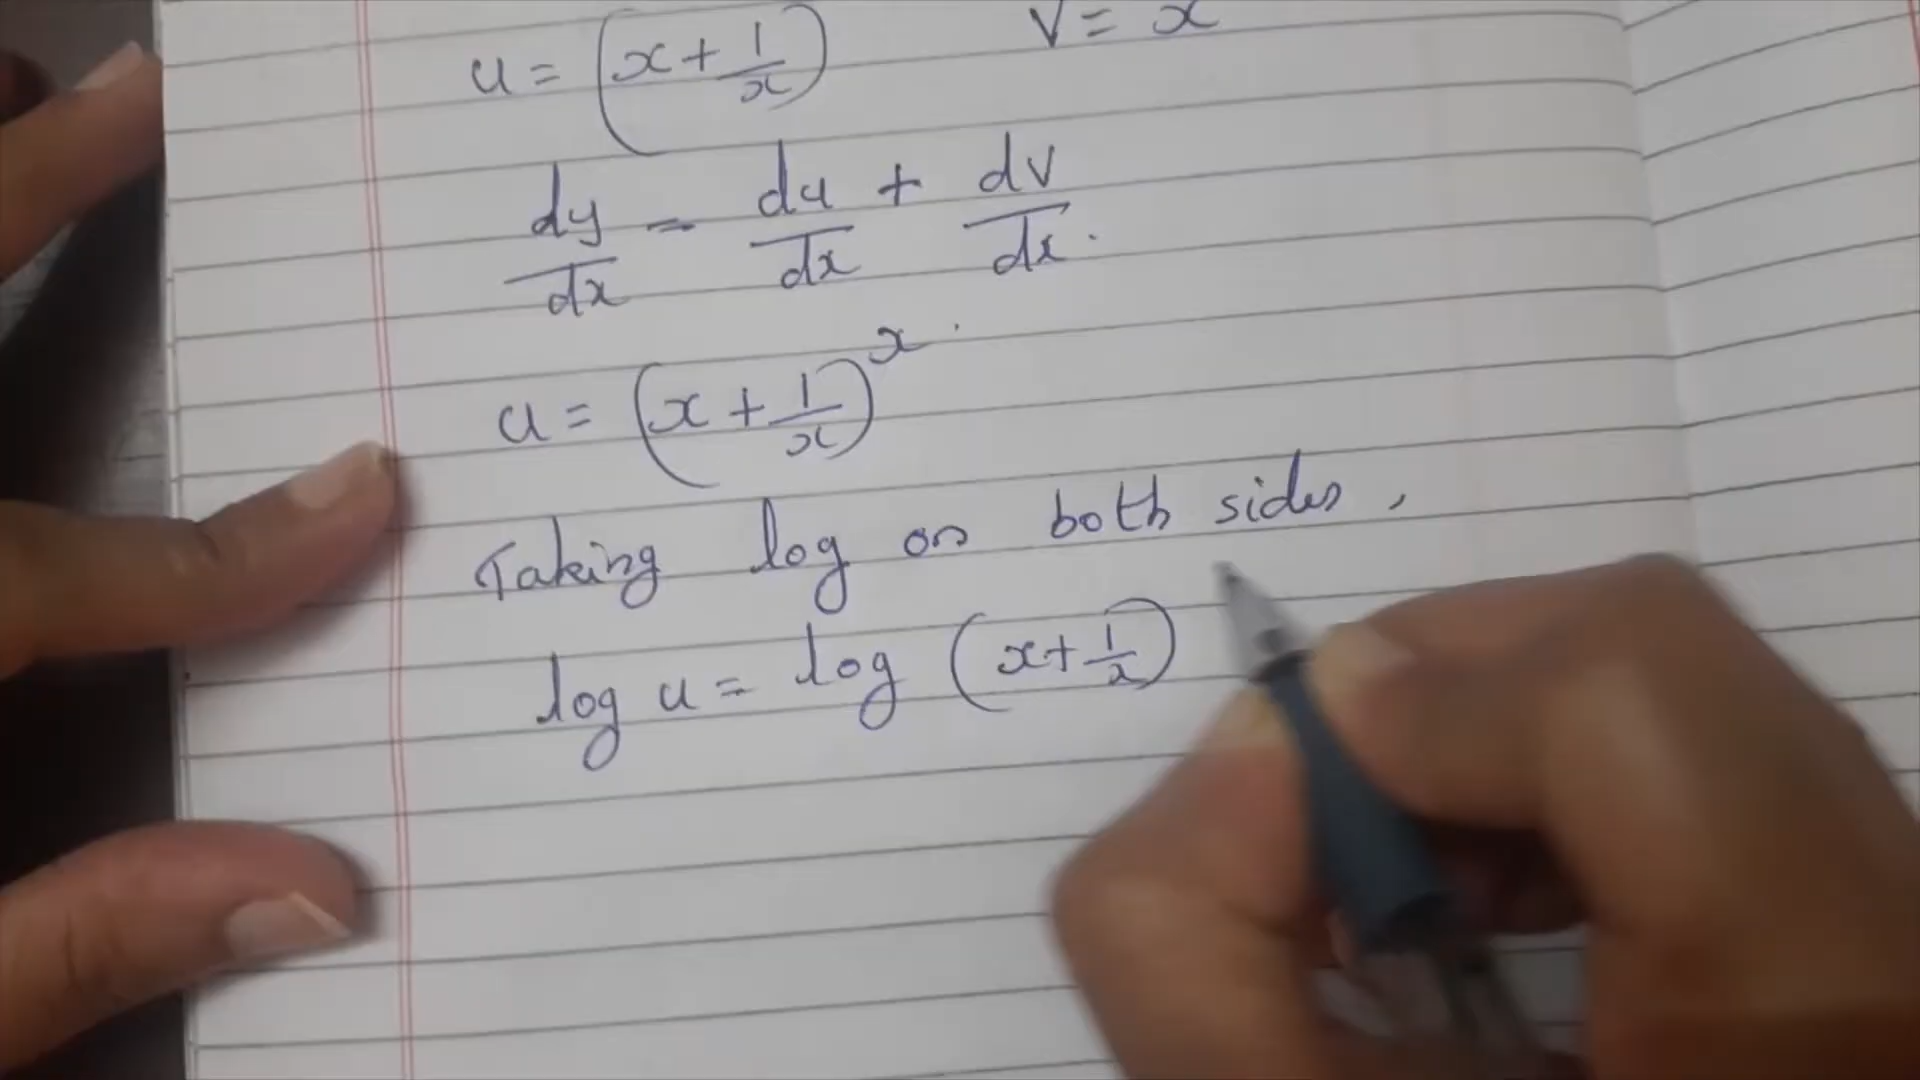 u = (x + 1/x) V = x
dy/dx = du/dx + dv/dx.
u = (x + 1/x)^x.
Taking log on both sides,
log u = log (x + 1/x)